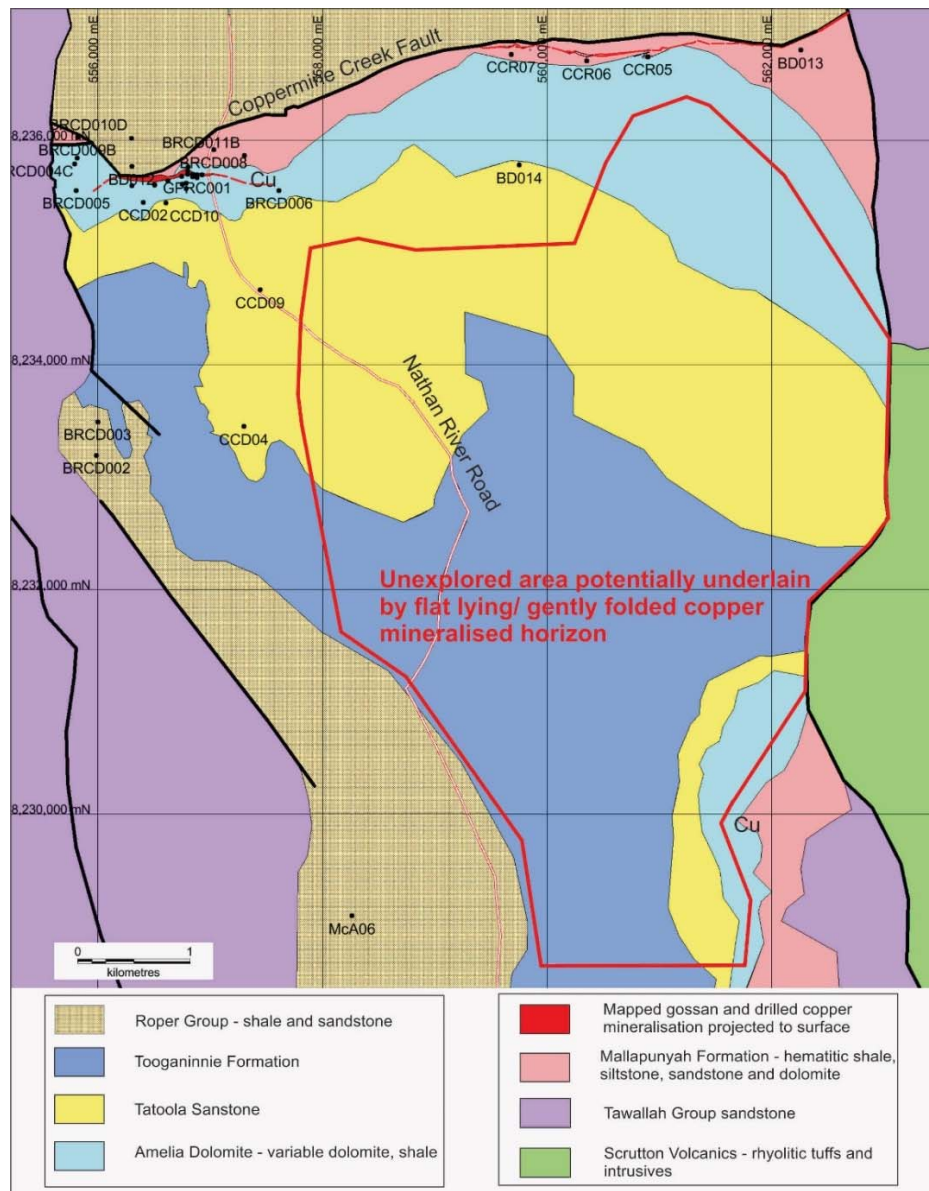 556,000 mE
558,000 mE
560,000 mE
562,000 mE
Coppermine Creek Fault
CCR07
CCR06
CCR05
BD013
BRCD010D
8,236,000 mN
BRCD009B
BRCD011B
BRCD008
BRCD004C
BD012
GPRC001
Cu
BD014
BRCD005
BRCD006
CCD02
CCD10
CCD09
8,234,000 mN
Nathan River Road
BRCD003
CCD04
BRCD002
8,232,000 mN
Unexplored area potentially underlain
by flat lying/ gently folded copper
mineralised horizon
8,230,000 mN
Cu
McA06
0 1
kilometres
Roper Group - shale and sandstone
Tooganinnie Formation
Tatoola Sanstone
Amelia Dolomite - variable dolomite, shale
Mapped gossan and drilled copper
mineralisation projected to surface
Mallapunyah Formation - hematitic shale,
siltstone, sandstone and dolomite
Tawallah Group sandstone
Scrutton Volcanics - rhyolitic tuffs and
intrusives